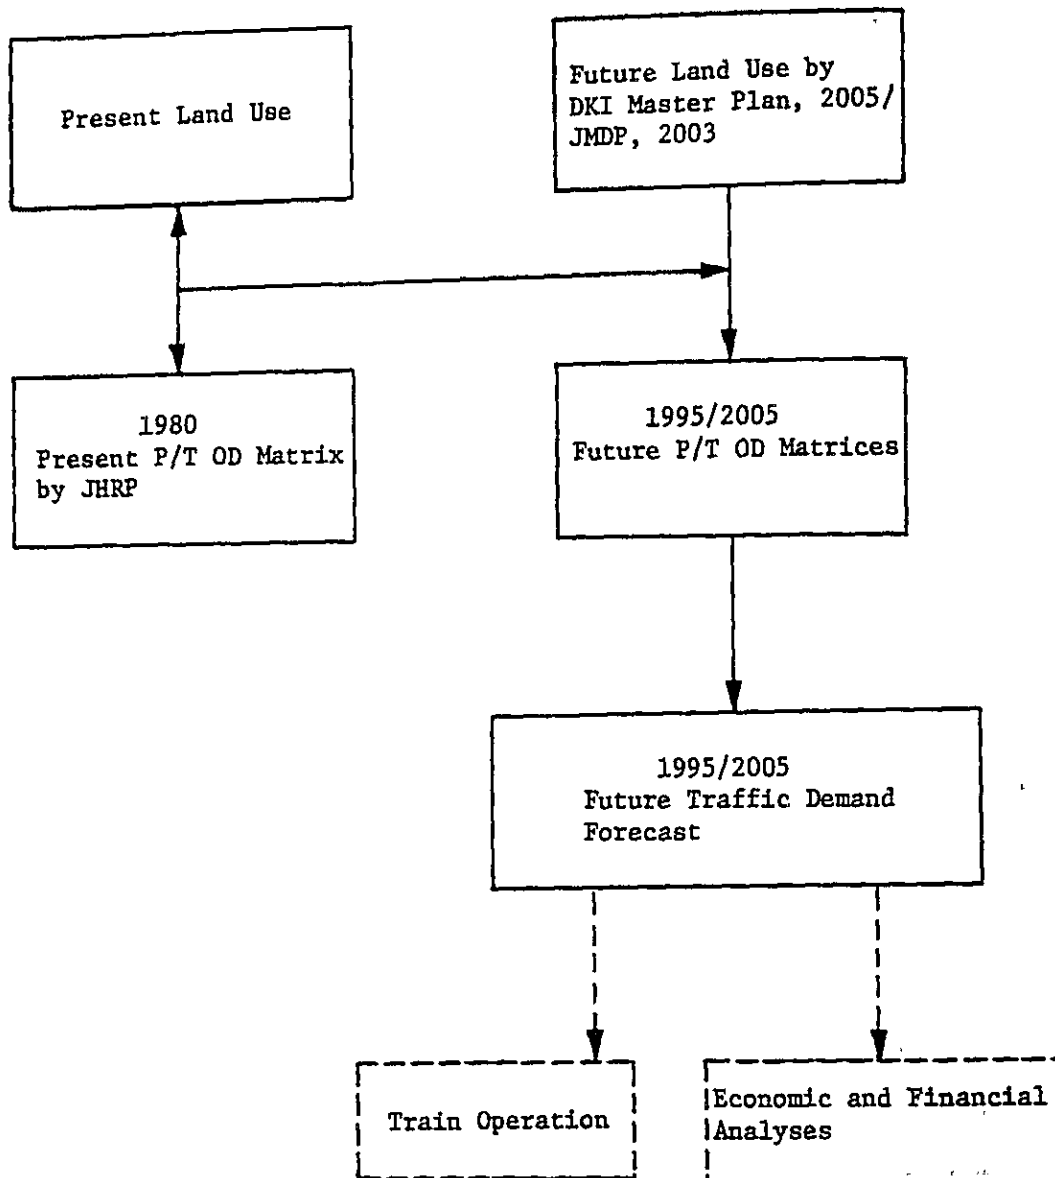 Present Land Use
Future Land Use by
DKI Master Plan, 2005/
JMDP, 2003
1980
Present P/T OD Matrix
by JHRP
1995/2005
Future P/T OD Matrices
1995/2005
Future Traffic Demand
Forecast
Train Operation
Economic and Financial
Analyses